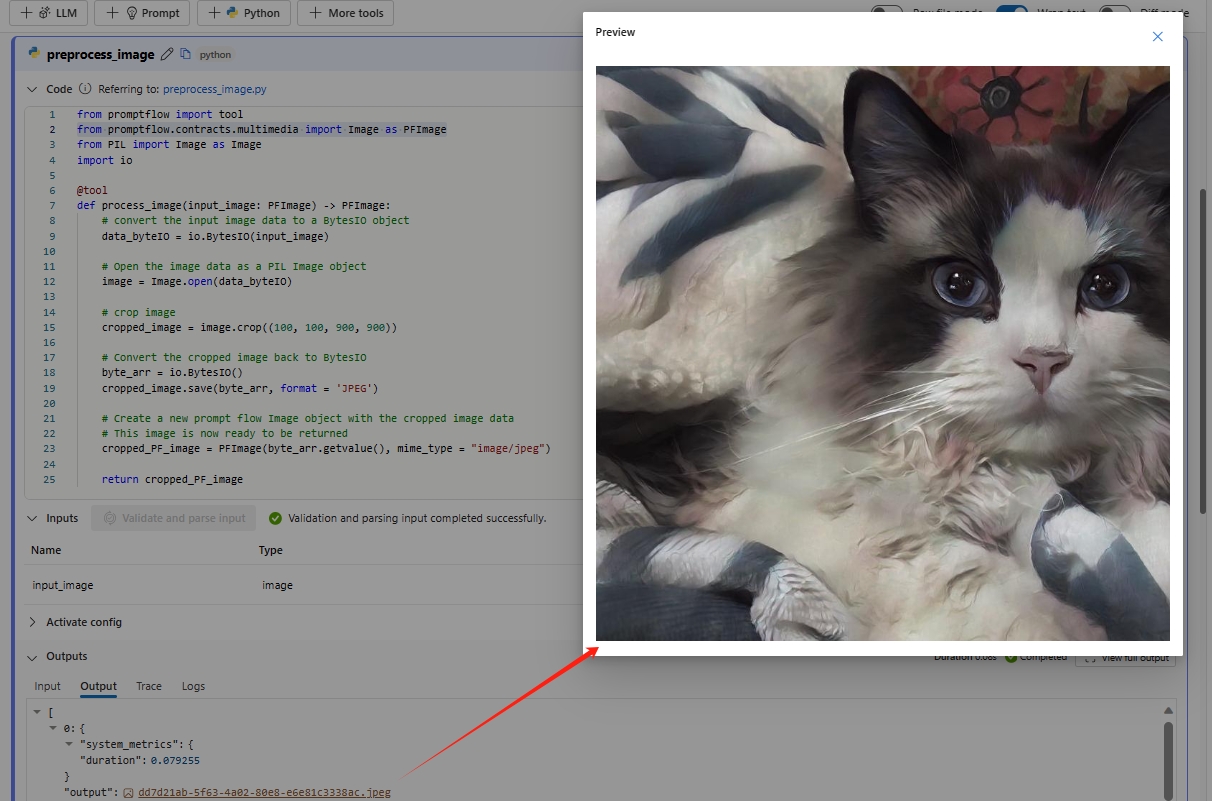 LLM
Prompt
Python
More tools
Raw file mode
Wrap text
Diff mode
preprocess_image
python
Code
Referring to: preprocess_image.py
1 from promptflow import tool
2 from promptflow.contracts.multimedia import Image as PFImage
3 from PIL import Image as Image
4 import io
5
6 @tool
7 def process_image(input_image: PFImage) -> PFImage:
8 # convert the input image data to a BytesIO object
9 data_byteIO = io.BytesIO(input_image)
10
11 # Open the image data as a PIL Image object
12 image = Image.open(data_byteIO)
13
14 # crop image
15 cropped_image = image.crop((100, 100, 900, 900))
16
17 # Convert the cropped image back to BytesIO
18 byte_arr = io.BytesIO()
19 cropped_image.save(byte_arr, format = 'JPEG')
20
21 # Create a new prompt flow Image object with the cropped image data
22 # This image is now ready to be returned
23 cropped_PF_image = PFImage(byte_arr.getvalue(), mime_type = "image/jpeg")
24
25 return cropped_PF_image
Inputs
Validate and parse input
Validation and parsing input completed successfully.
Name Type
input_image image
Activate config
Outputs
Input Output Trace Logs
[
0: {
"system_metrics": {
"duration": 0.079255
}
"output": dd7d21ab-5f63-4a02-80e8-e6e81c3338ac.jpeg
Preview
Duration 0.08s
Completed
View full output